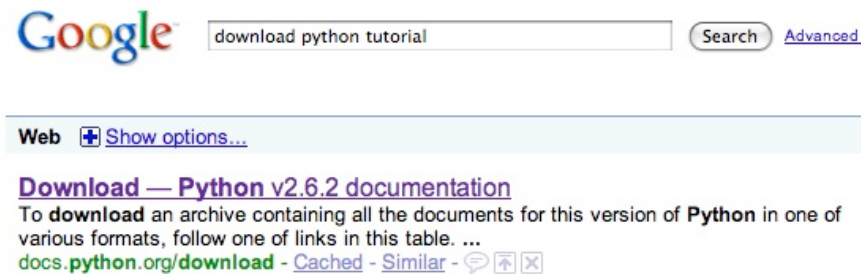 Google download python tutorial Search Advanced
Web Show options...
Download — Python v2.6.2 documentation
To download an archive containing all the documents for this version of Python in one of
various formats, follow one of links in this table. ...
docs.python.org/download - Cached - Similar -